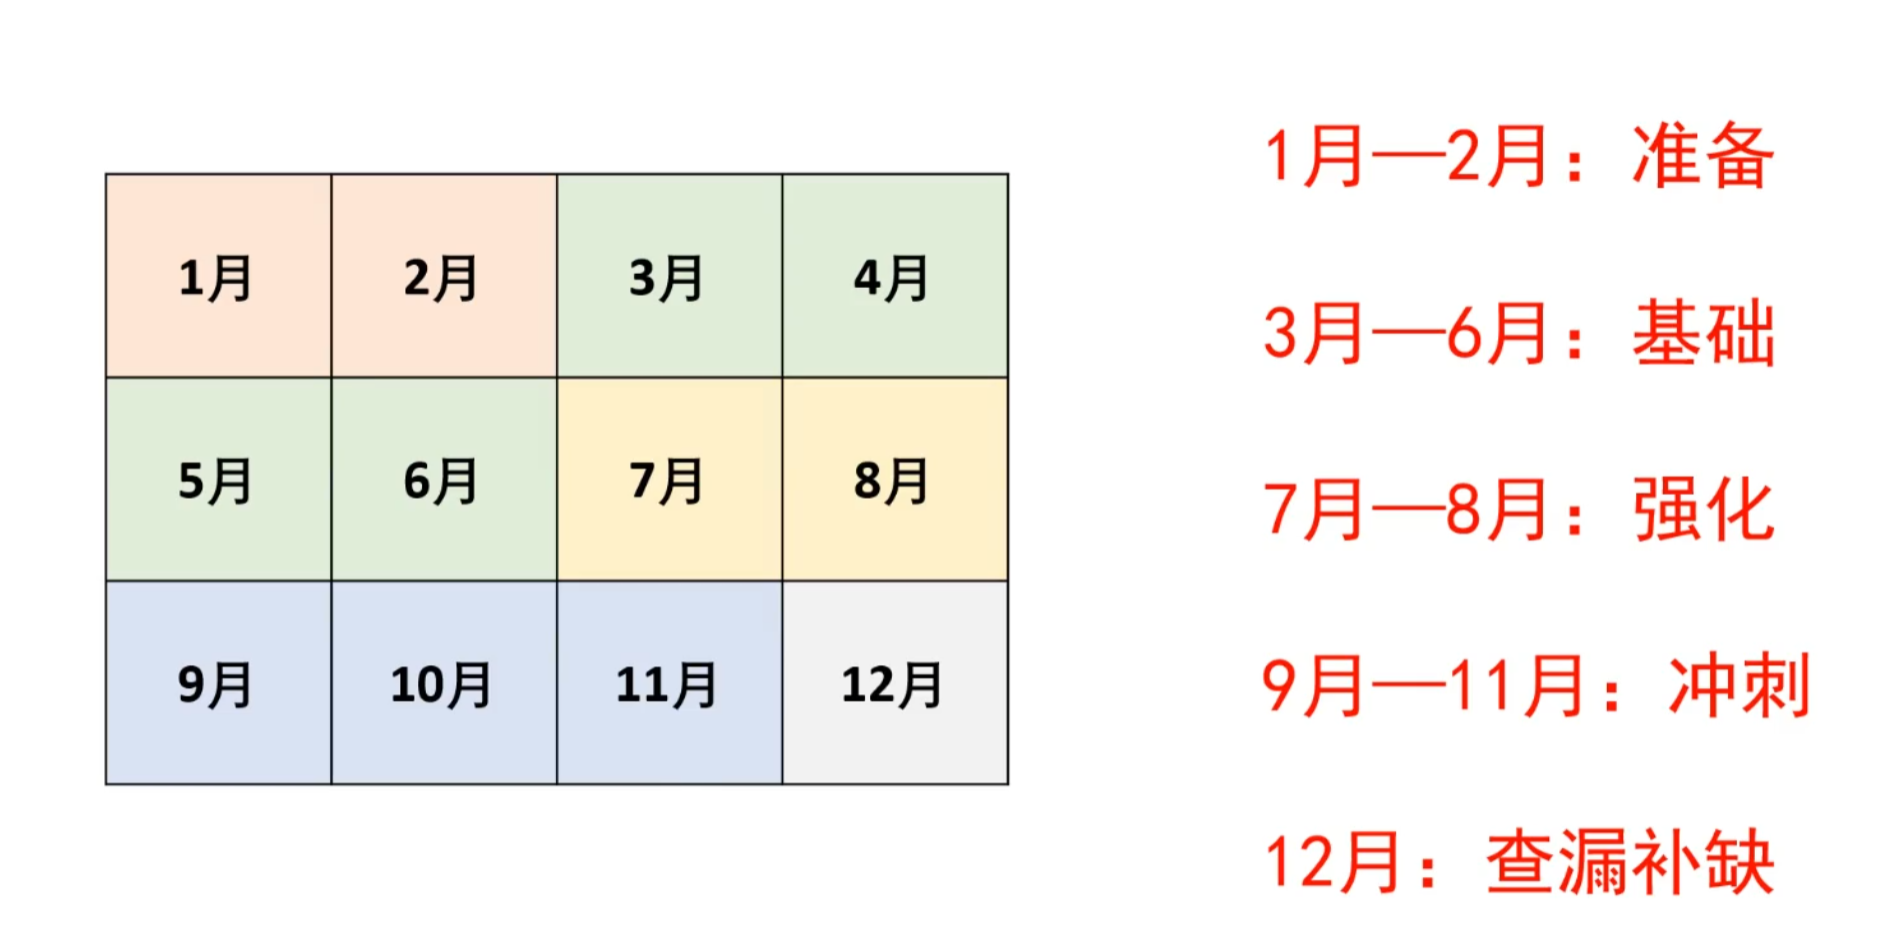 1月 2月 3月 4月
5月 6月 7月 8月
9月 10月 11月 12月
1月—2月：准备
3月—6月：基础
7月—8月：强化
9月—11月：冲刺
12月：查漏补缺